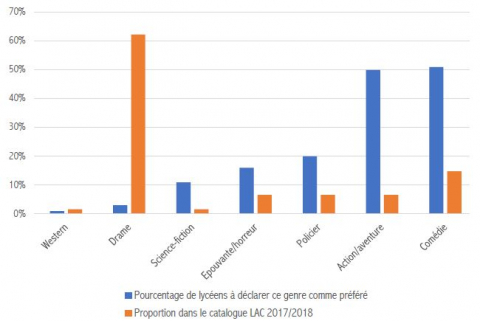 70%
60%
50%
40%
30%
20%
10%
0%
Western
Drame
Science-fiction
Epouvante/horreur
Policier
Action/aventure
Comédie
Pourcentage de lycéens à déclarer ce genre comme préféré
Proportion dans le catalogue LAC 2017/2018